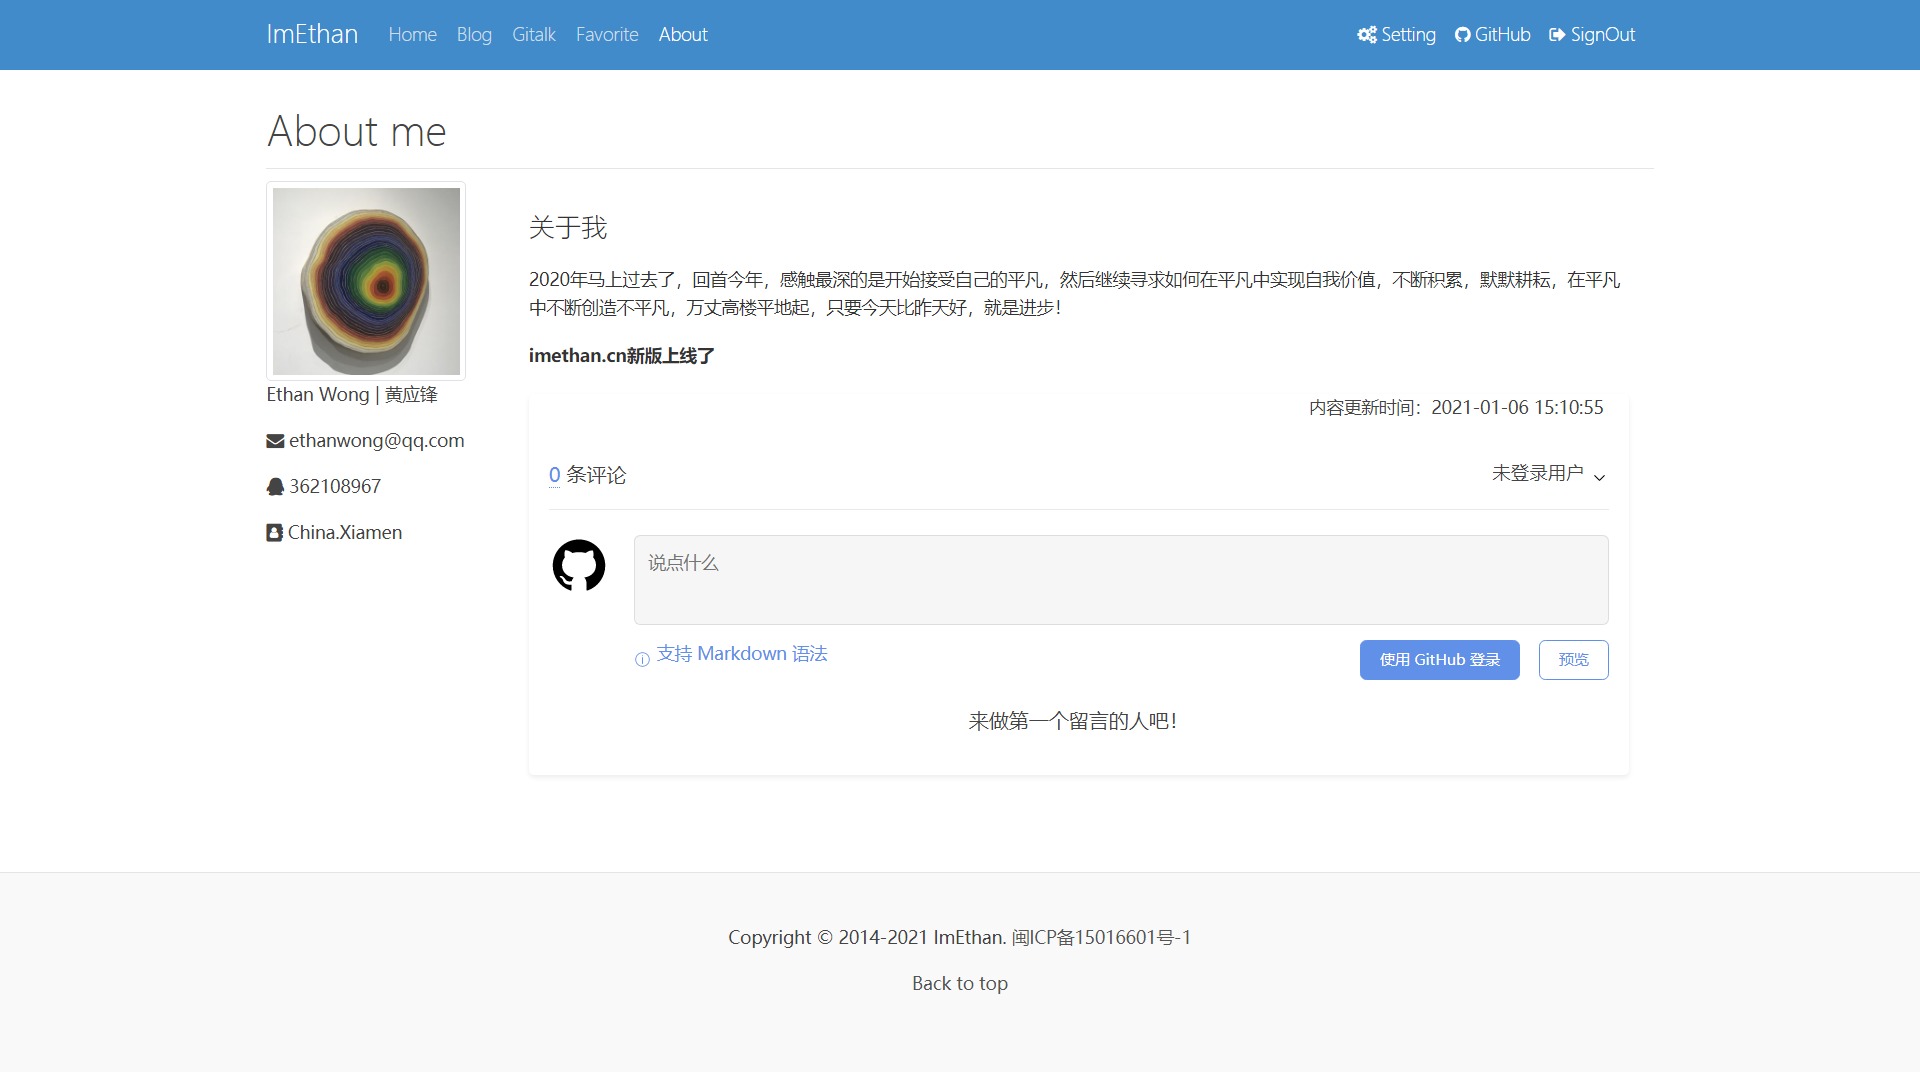 ImEthan Home Blog Gitalk Favorite About Setting GitHub SignOut
About me
关于我
2020年马上过去了，回首今年，感触最深的是开始接受自己的平凡，然后继续寻求如何在平凡中实现自我价值，不断积累，默默耕耘，在平凡
中不断创造不平凡，万丈高楼平地起，只要今天比昨天好，就是进步！
imethan.cn新版上线了
Ethan Wong | 黄应锋
ethanwong@qq.com
362108967
China.Xiamen
内容更新时间：2021-01-06 15:10:55
0 条评论 未登录用户
说点什么
支持 Markdown 语法 使用 GitHub 登录 预览
来做第一个留言的人吧！
Copyright © 2014-2021 ImEthan. 闽ICP备15016601号-1
Back to top